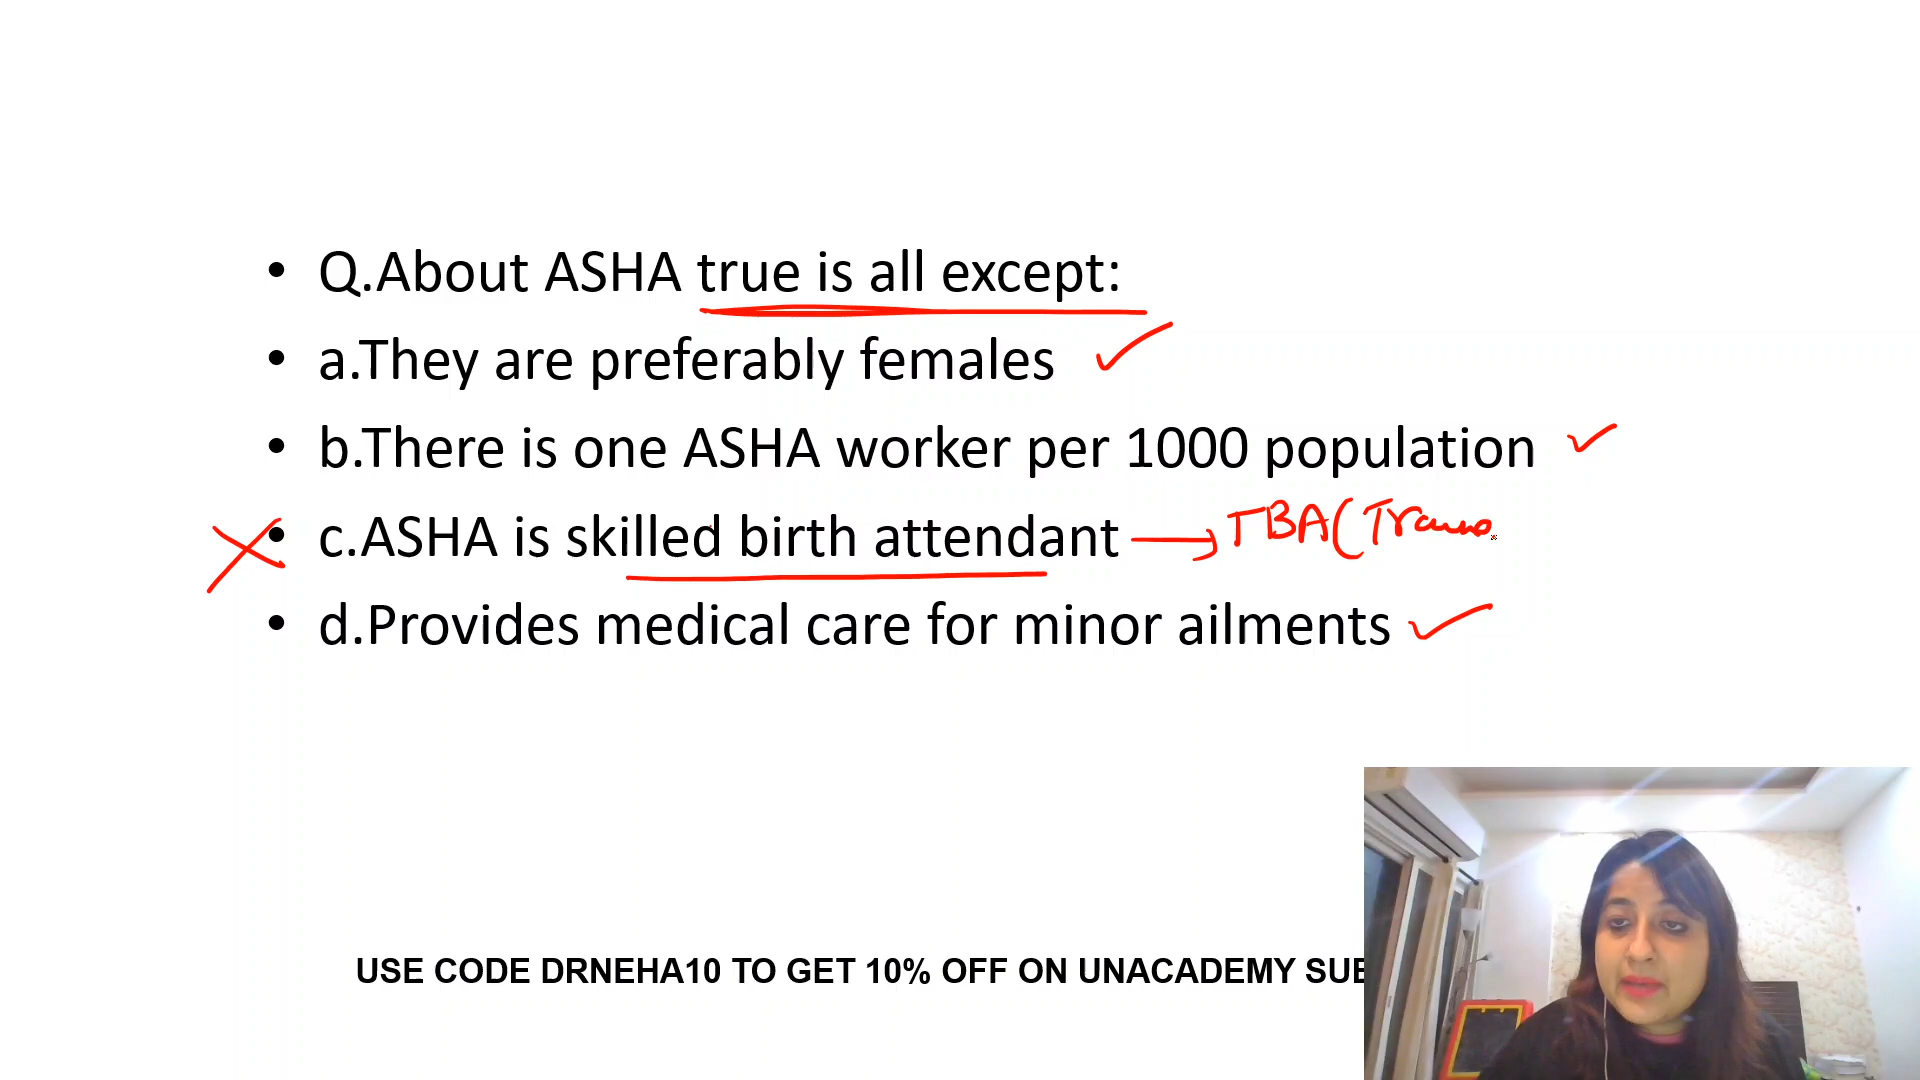 • Q.About ASHA true is all except:
• a.They are preferably females
• b.There is one ASHA worker per 1000 population
• c.ASHA is skilled birth attendant → TBA(
• d.Provides medical care for minor ailments
USE CODE DRNEHA10 TO GET 10% OFF ON UNACADEMY SUB